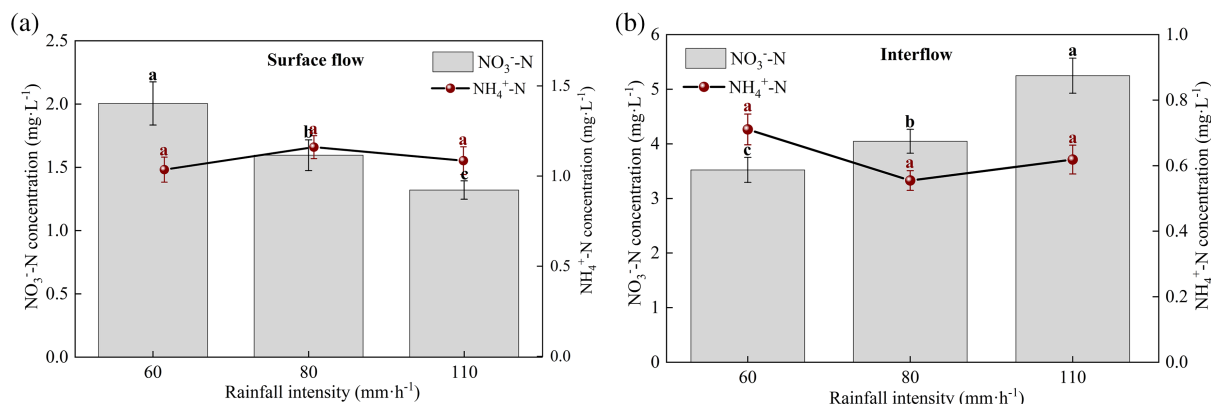 (a)
Surface flow
NO₃⁻-N
NH₄⁺-N
2.5
2.0
1.5
1.0
0.5
0.0
NO₃⁻-N concentration (mg·L⁻¹)
a
b
c
a
a
a
1.5
1.0
0.5
0.0
NH₄⁺-N concentration (mg·L⁻¹)
60
80
110
Rainfall intensity (mm·h⁻¹)
(b)
NO₃⁻-N
NH₄⁺-N
Interflow
6
5
4
3
2
1
0
NO₃⁻-N concentration (mg·L⁻¹)
a
c
b
a
a
a
1.0
0.8
0.6
0.4
0.2
0.0
NH₄⁺-N concentration (mg·L⁻¹)
60
80
110
Rainfall intensity (mm·h⁻¹)